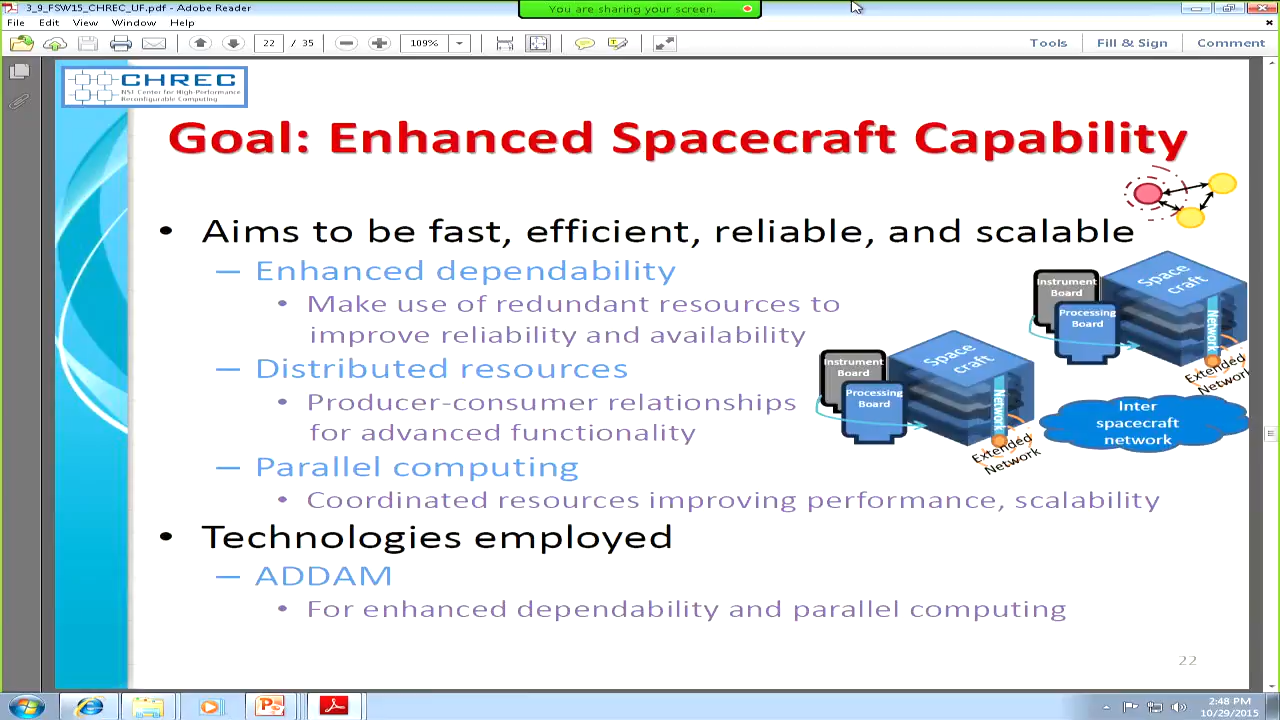 3_9_FSW15_CHREC_UF.pdf - Adobe Reader
You are sharing your screen.
File Edit View Window Help
22 / 35 109% Tools Fill & Sign Comment
CHREC
NSF Center for High-Performance
Reconfigurable Computing
Goal: Enhanced Spacecraft Capability
• Aims to be fast, efficient, reliable, and scalable
– Enhanced dependability
• Make use of redundant resources to
improve reliability and availability
– Distributed resources
• Producer-consumer relationships
for advanced functionality
– Parallel computing
• Coordinated resources improving performance, scalability
• Technologies employed
– ADDAM
• For enhanced dependability and parallel computing
Instrument
Board
Processing
Board
Space
craft
Network
Extended
Network
Instrument
Board
Processing
Board
Space
craft
Network
Extended
Network
Inter
spacecraft
network
22
2:48 PM
10/29/2015